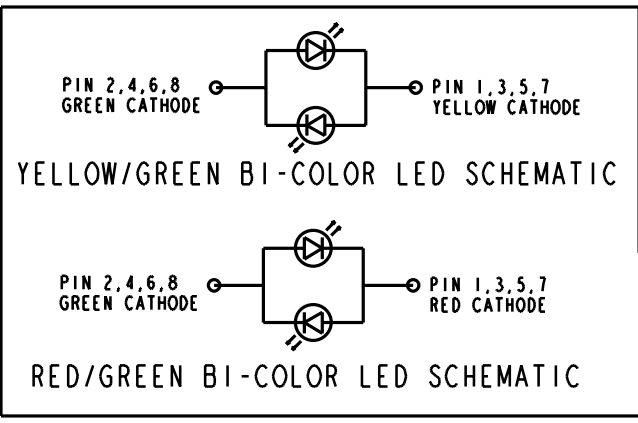 PIN 2,4,6,8
GREEN CATHODE
PIN 1,3,5,7
YELLOW CATHODE
YELLOW/GREEN BI-COLOR LED SCHEMATIC
PIN 2,4,6,8
GREEN CATHODE
PIN 1,3,5,7
RED CATHODE
RED/GREEN BI-COLOR LED SCHEMATIC